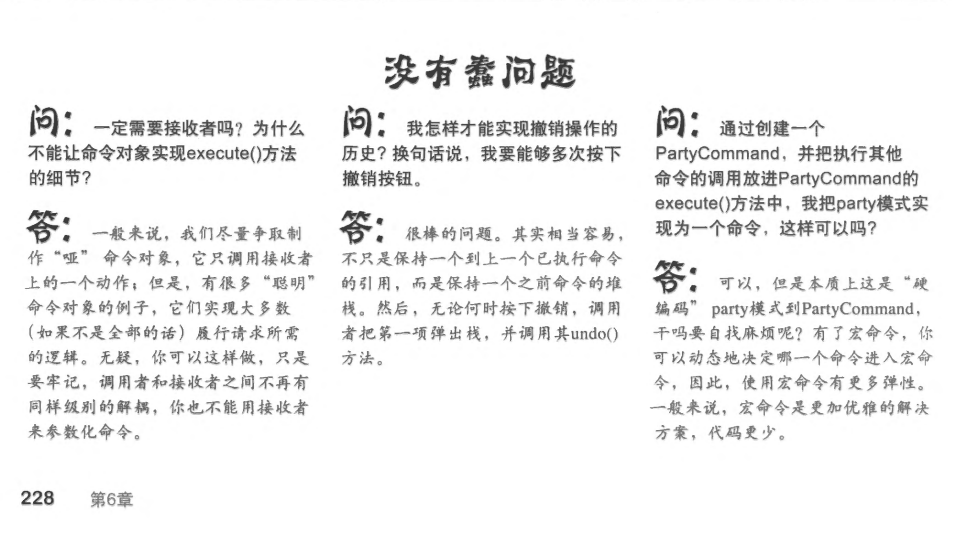 没有蠢问题
问：一定需要接收者吗？为什么
不能让命令对象实现execute()方法
的细节？
答：一般来说，我们尽量争取制
作“哑” 命令对象，它只调用接收者
上的一个动作；但是，有很多“聪明”
命令对象的例子，它们实现大多数
（如果不是全部的话）履行请求所需
的逻辑。无疑，你可以这样做，只是
要牢记，调用者和接收者之间不再有
同样级别的解耦，你也不能用接收者
来参数化命令。
问：我怎样才能实现撤销操作的
历史？换句话说，我要能够多次按下
撤销按钮。
答：很棒的问题。其实相当容易，
不只是保持一个到上一个已执行命令
的引用，而是保持一个之前命令的堆
栈。然后，无论何时按下撤销，调用
者把第一项弹出栈，并调用其undo()
方法。
问：通过创建一个
PartyCommand，并把执行其他
命令的调用放进PartyCommand的
execute()方法中，我把party模式实
现为一个命令，这样可以吗？
答：可以，但是本质上这是“硬
编码” party模式到PartyCommand，
干吗要自找麻烦呢？有了宏命令，你
可以动态地决定哪一个命令进入宏命
令，因此，使用宏命令有更多弹性。
一般来说，宏命令是更加优雅的解决
方案，代码更少。
228 第6章